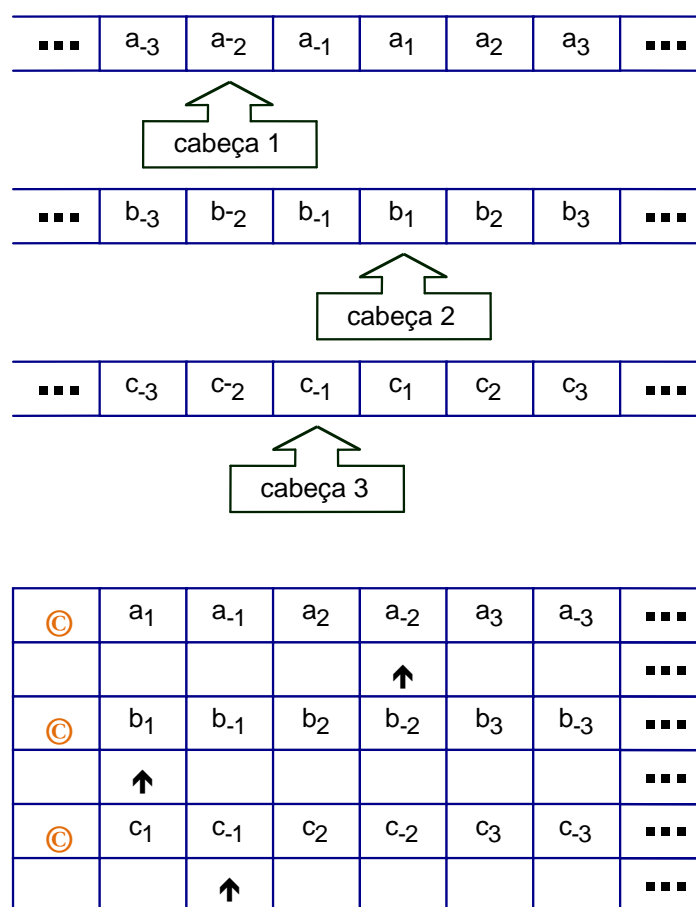 ... a-3 a-2 a-1 a1 a2 a3 ...
cabeça 1
... b-3 b-2 b-1 b1 b2 b3 ...
cabeça 2
... c-3 c-2 c-1 c1 c2 c3 ...
cabeça 3
© a1 a-1 a2 a-2 a3 a-3 ...
↑ ...
© b1 b-1 b2 b-2 b3 b-3 ...
↑ ...
© c1 c-1 c2 c-2 c3 c-3 ...
↑ ...